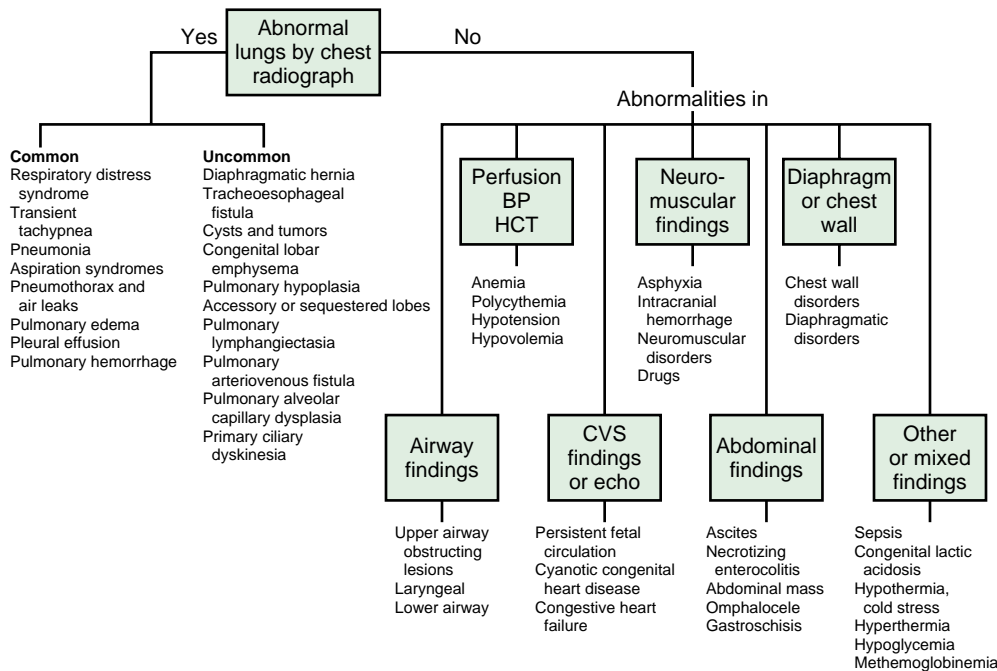 Abnormal
lungs by chest
radiograph
Yes
No
Common
Respiratory distress
syndrome
Transient
tachypnea
Pneumonia
Aspiration syndromes
Pneumothorax and
air leaks
Pulmonary edema
Pleural effusion
Pulmonary hemorrhage
Uncommon
Diaphragmatic hernia
Tracheoesophageal
fistula
Cysts and tumors
Congenital lobar
emphysema
Pulmonary hypoplasia
Accessory or sequestered lobes
Pulmonary
lymphangiectasia
Pulmonary
arteriovenous fistula
Pulmonary alveolar
capillary dysplasia
Primary ciliary
dyskinesia
Abnormalities in
Perfusion
BP
HCT
Anemia
Polycythemia
Hypotension
Hypovolemia
Neuro-
muscular
findings
Asphyxia
Intracranial
hemorrhage
Neuromuscular
disorders
Drugs
Diaphragm
or chest
wall
Chest wall
disorders
Diaphragmatic
disorders
Airway
findings
Upper airway
obstructing
lesions
Laryngeal
Lower airway
CVS
findings
or echo
Persistent fetal
circulation
Cyanotic congenital
heart disease
Congestive heart
failure
Abdominal
findings
Ascites
Necrotizing
enterocolitis
Abdominal mass
Omphalocele
Gastroschisis
Other
or mixed
findings
Sepsis
Congenital lactic
acidosis
Hypothermia,
cold stress
Hyperthermia
Hypoglycemia
Methemoglobinemia